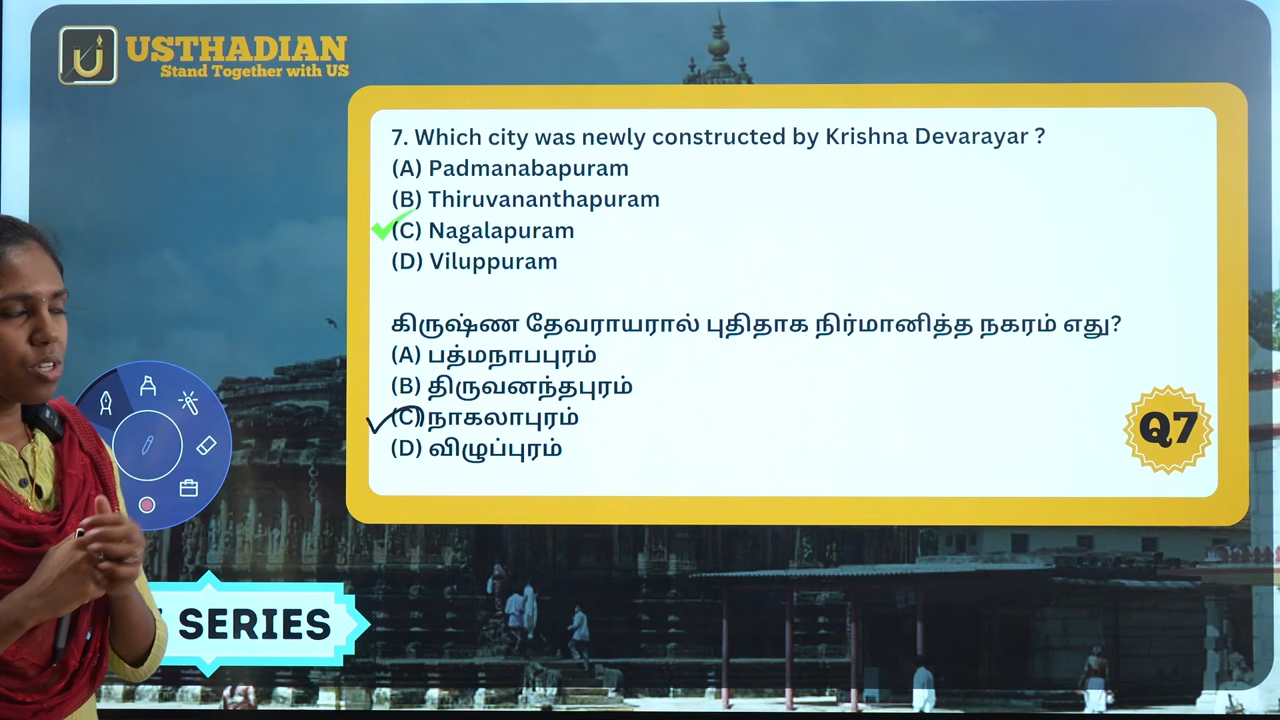 USTHADIAN
Stand Together with US
7. Which city was newly constructed by Krishna Devarayar ?
(A) Padmanabapuram
(B) Thiruvananthapuram
(C) Nagalapuram
(D) Viluppuram
கிருஷ்ண தேவராயரால் புதிதாக நிர்மானித்த நகரம் எது?
(A) பத்மநாபபுரம்
(B) திருவனந்தபுரம்
(C) நாகலாபுரம்
(D) விழுப்புரம்
Q7
SERIES